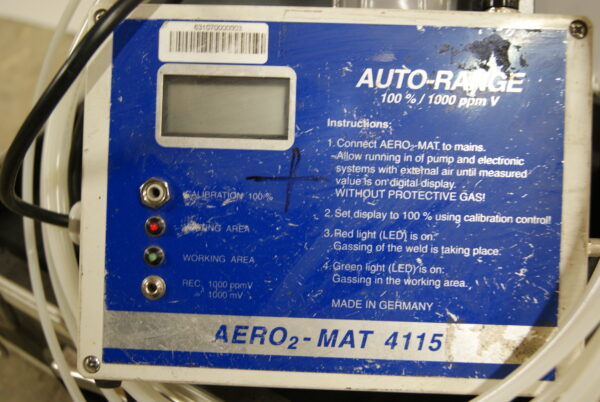 631070000003
AUTO-RANGE
100 % / 1000 ppm V
Instructions:
1. Connect AERO₂-MAT to mains.
Allow running in of pump and electronic
systems with external air until measured
value is on digital display.
WITHOUT PROTECTIVE GAS!
2. Set display to 100 % using calibration control!
3. Red light (LED) is on:
Gassing of the weld is taking place.
4. Green light (LED) is on:
Gassing in the working area.
MADE IN GERMANY
CALIBRATION 100 %
AREA
WORKING AREA
REC. 1000 ppmV
1000 mV
AERO₂-MAT 4115